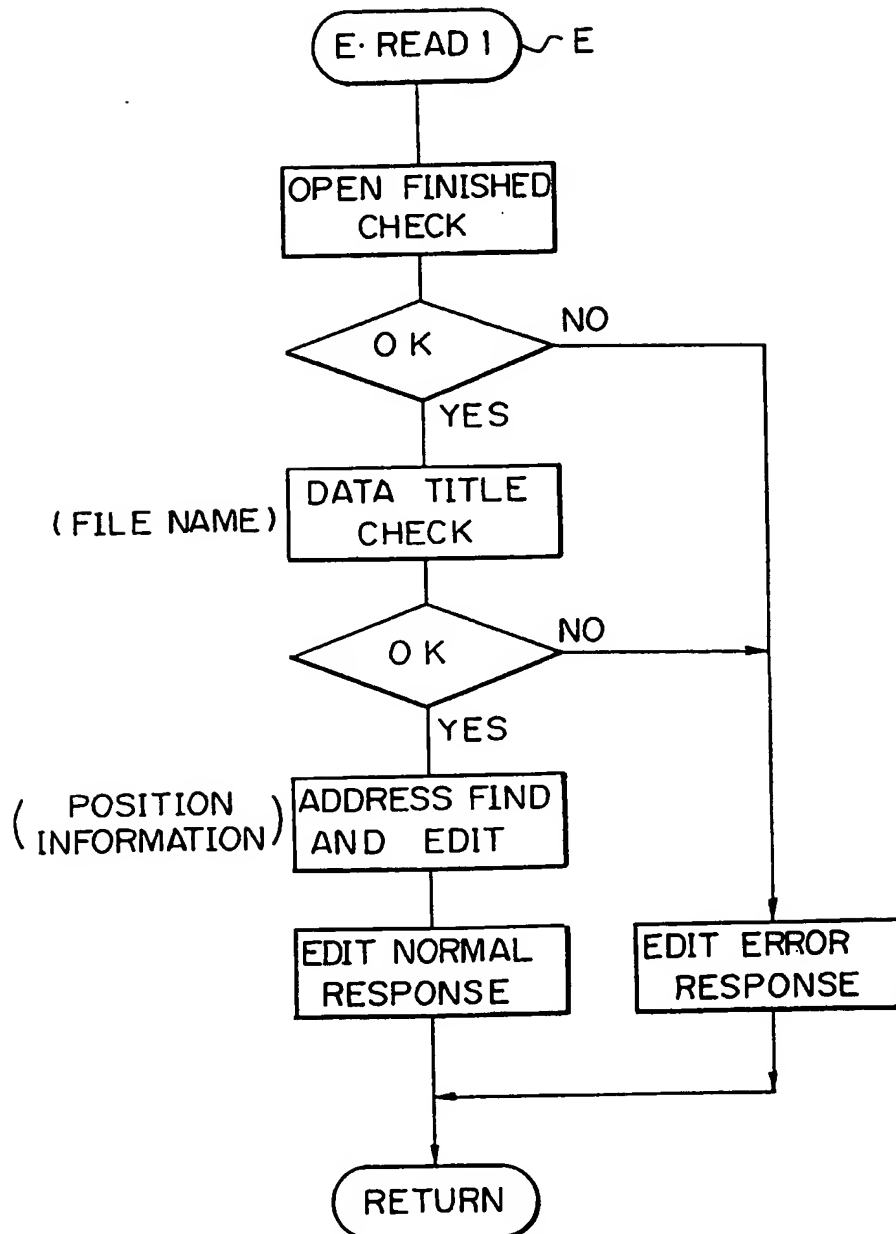 E·READ 1
E
OPEN FINISHED
CHECK
OK
NO
YES
(FILE NAME)
DATA TITLE
CHECK
OK
NO
YES
(POSITION
INFORMATION)
ADDRESS FIND
AND EDIT
EDIT NORMAL
RESPONSE
EDIT ERROR
RESPONSE
RETURN